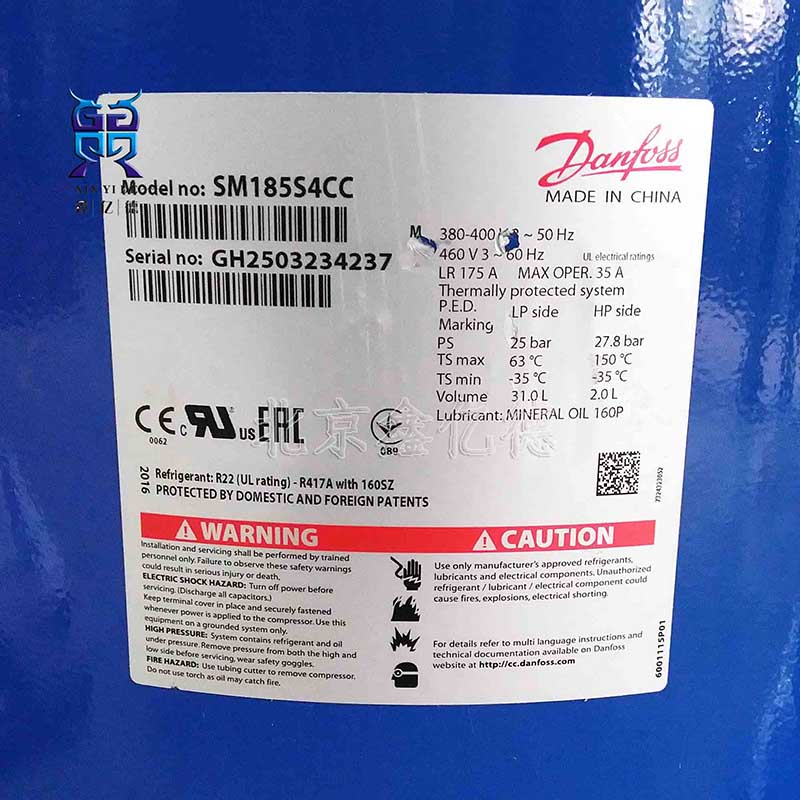 Danfoss
MADE IN CHINA
XINYI
鑫 亿 德
Model no: SM185S4CC
Serial no: GH2503234237
M 380-400 V 3 ~ 50 Hz
460 V 3 ~ 60 Hz UL electrical ratings
LR 175 A MAX OPER. 35 A
Thermally protected system
P.E.D. LP side HP side
Marking
PS 25 bar 27.8 bar
TS max 63 °C 150 °C
TS min -35 °C -35 °C
Volume 31.0 L 2.0 L
Lubricant: MINERAL OIL 160P
CE c RU us EAC
0062
089
北京鑫亿德
2016
Refrigerant: R22 (UL rating) - R417A with 160SZ
PROTECTED BY DOMESTIC AND FOREIGN PATENTS
7324323052
WARNING
Installation and servicing shall be performed by trained
personnel only. Failure to observe these safety warnings
could result in serious injury or death.
ELECTRIC SHOCK HAZARD: Turn off power before
servicing. (Discharge all capacitors.)
Keep terminal cover in place and securely fastened
whenever power is applied to the compressor. Use this
equipment on a grounded system only.
HIGH PRESSURE: System contains refrigerant and oil
under pressure. Remove pressure from both the high and
low side before servicing, wear safety goggles.
FIRE HAZARD: Use tubing cutter to remove compressor.
Do not use torch as oil may catch fire.
CAUTION
Use only manufacturer's approved refrigerants,
lubricants and electrical components. Unauthorized
refrigerant / lubricant / electrical component could
cause fires, explosions, electrical shorting.
For details refer to multi language instructions and
technical documentation available on Danfoss
website at http://cc.danfoss.com
6001115P01